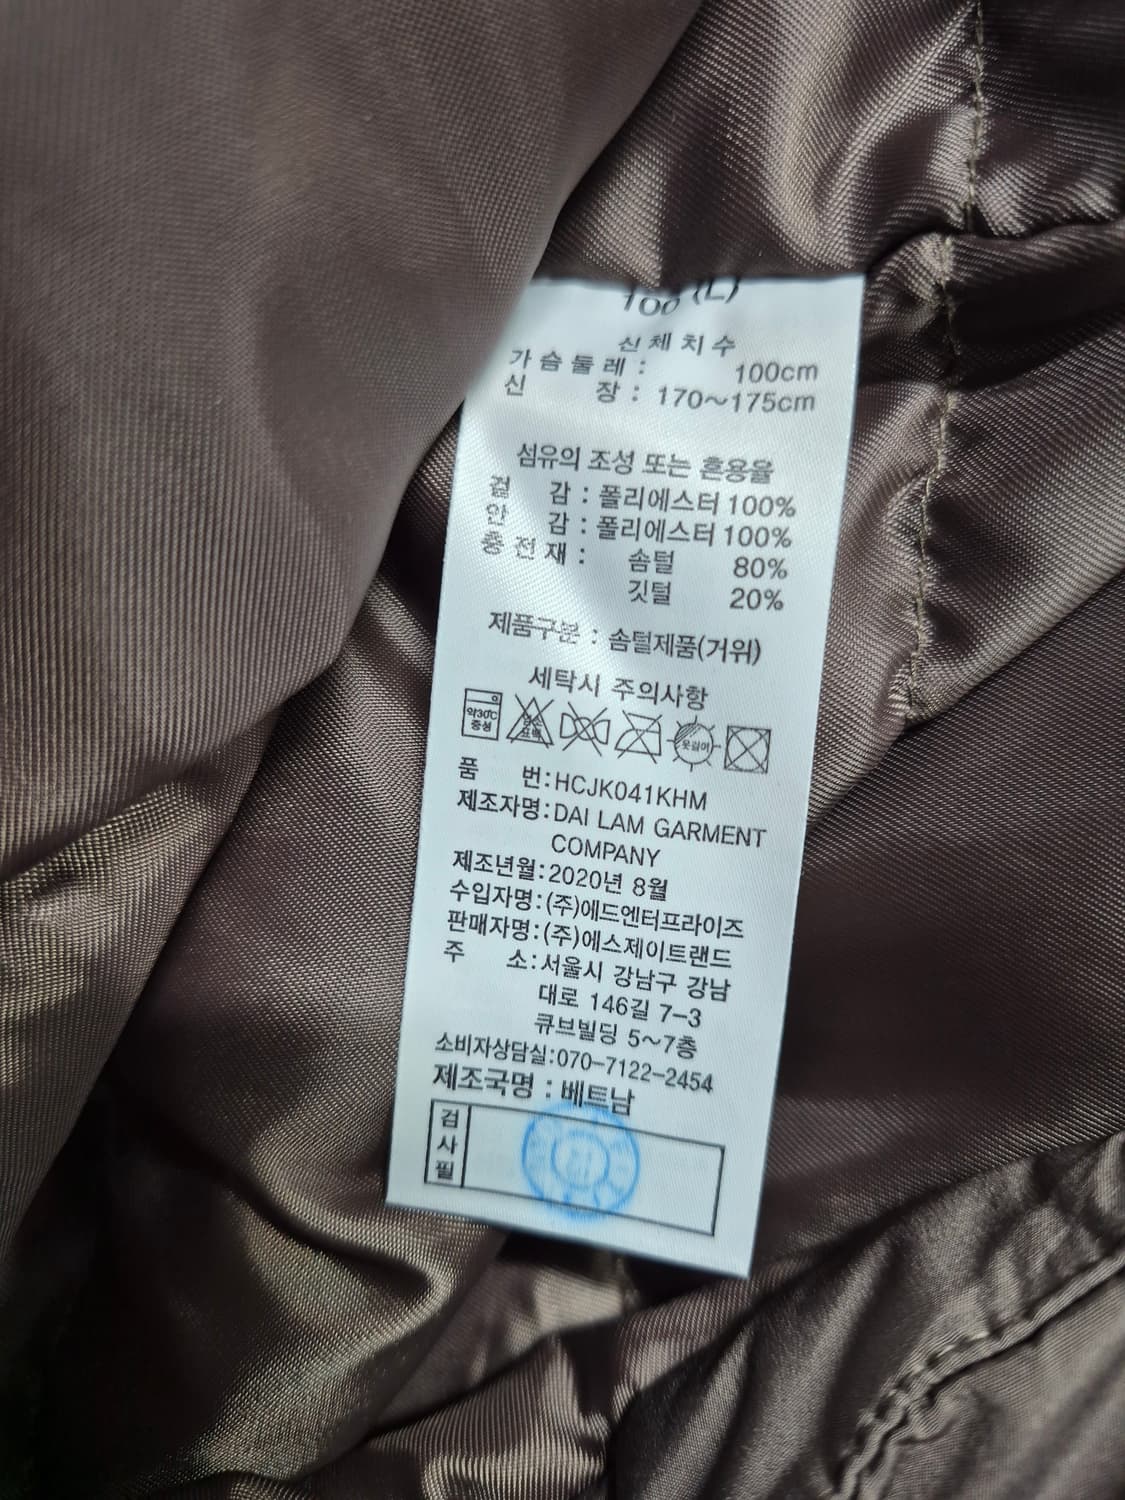 100 (L)
신체치수
가슴둘레 : 100cm
신 장 : 170~175cm
섬유의 조성 또는 혼용율
겉 감 : 폴리에스터 100%
안 감 : 폴리에스터 100%
충전재 : 솜털 80%
깃털 20%
제품구분 : 솜털제품(거위)
세탁시 주의사항
약30℃ 중성
옷걸이
품 번:HCJK041KHM
제조자명:DAI LAM GARMENT
COMPANY
제조년월:2020년 8월
수입자명:(주)에드엔터프라이즈
판매자명:(주)에스제이트랜드
주 소:서울시 강남구 강남
대로 146길 7-3
큐브빌딩 5~7층
소비자상담실:070-7122-2454
제조국명 : 베트남
검사필